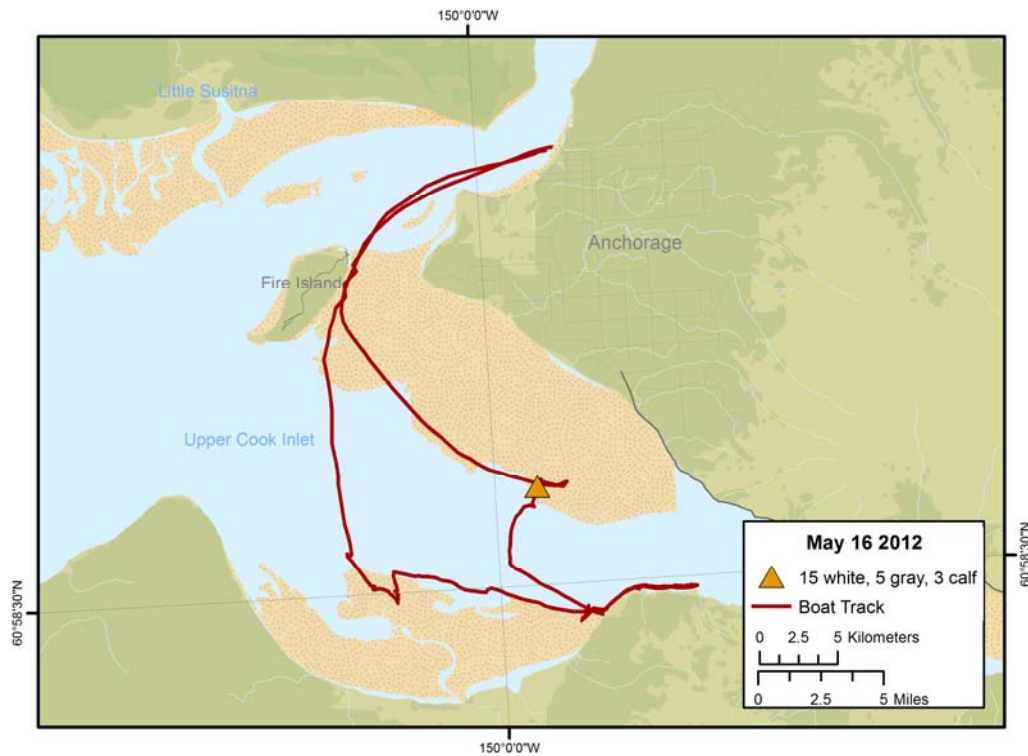 150°0'0"W
Little Susitna
Anchorage
Fire Island
Upper Cook Inlet
60°58'30"N
60°58'30"N
May 16 2012
15 white, 5 gray, 3 calf
Boat Track
0 2.5 5 Kilometers
0 2.5 5 Miles
150°0'0"W